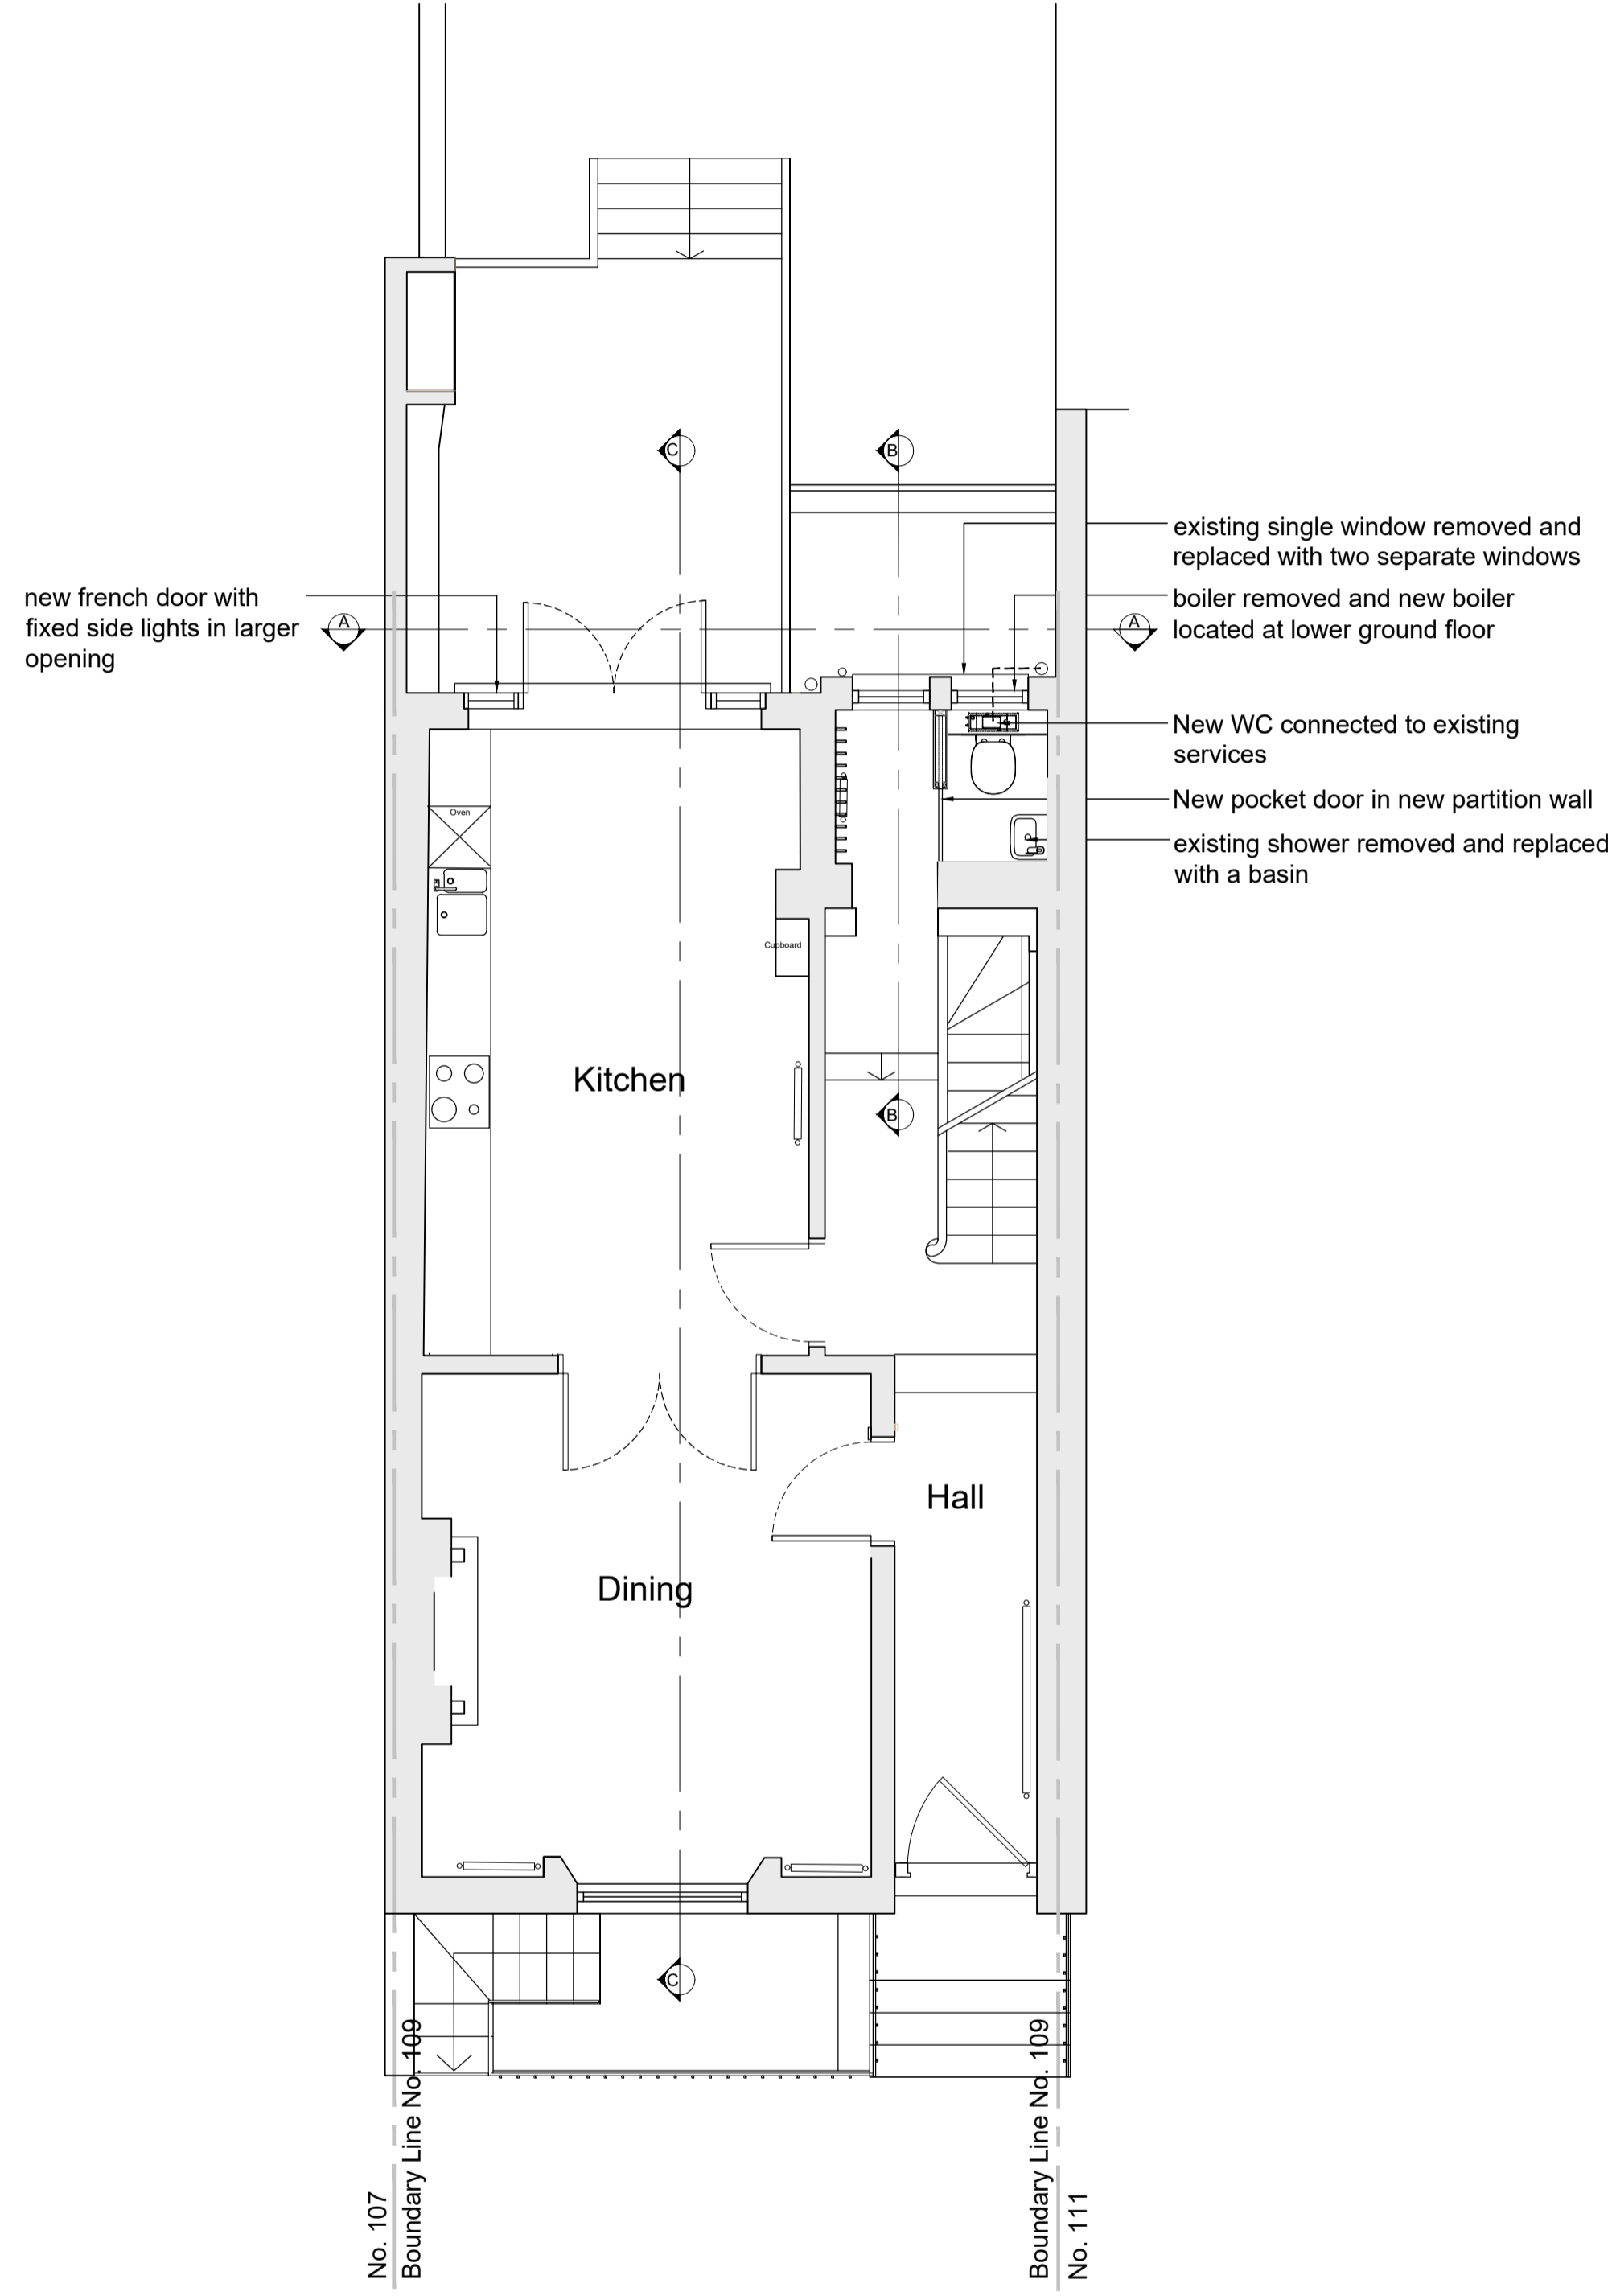 C
B
existing single window removed and
replaced with two separate windows
new french door with
fixed side lights in larger
opening
A
A
boiler removed and new boiler
located at lower ground floor
New WC connected to existing
services
New pocket door in new partition wall
existing shower removed and replaced
with a basin
Oven
Cupboard
Kitchen
B
Hall
Dining
C
No. 107
Boundary Line No. 109
Boundary Line No. 109
No. 111